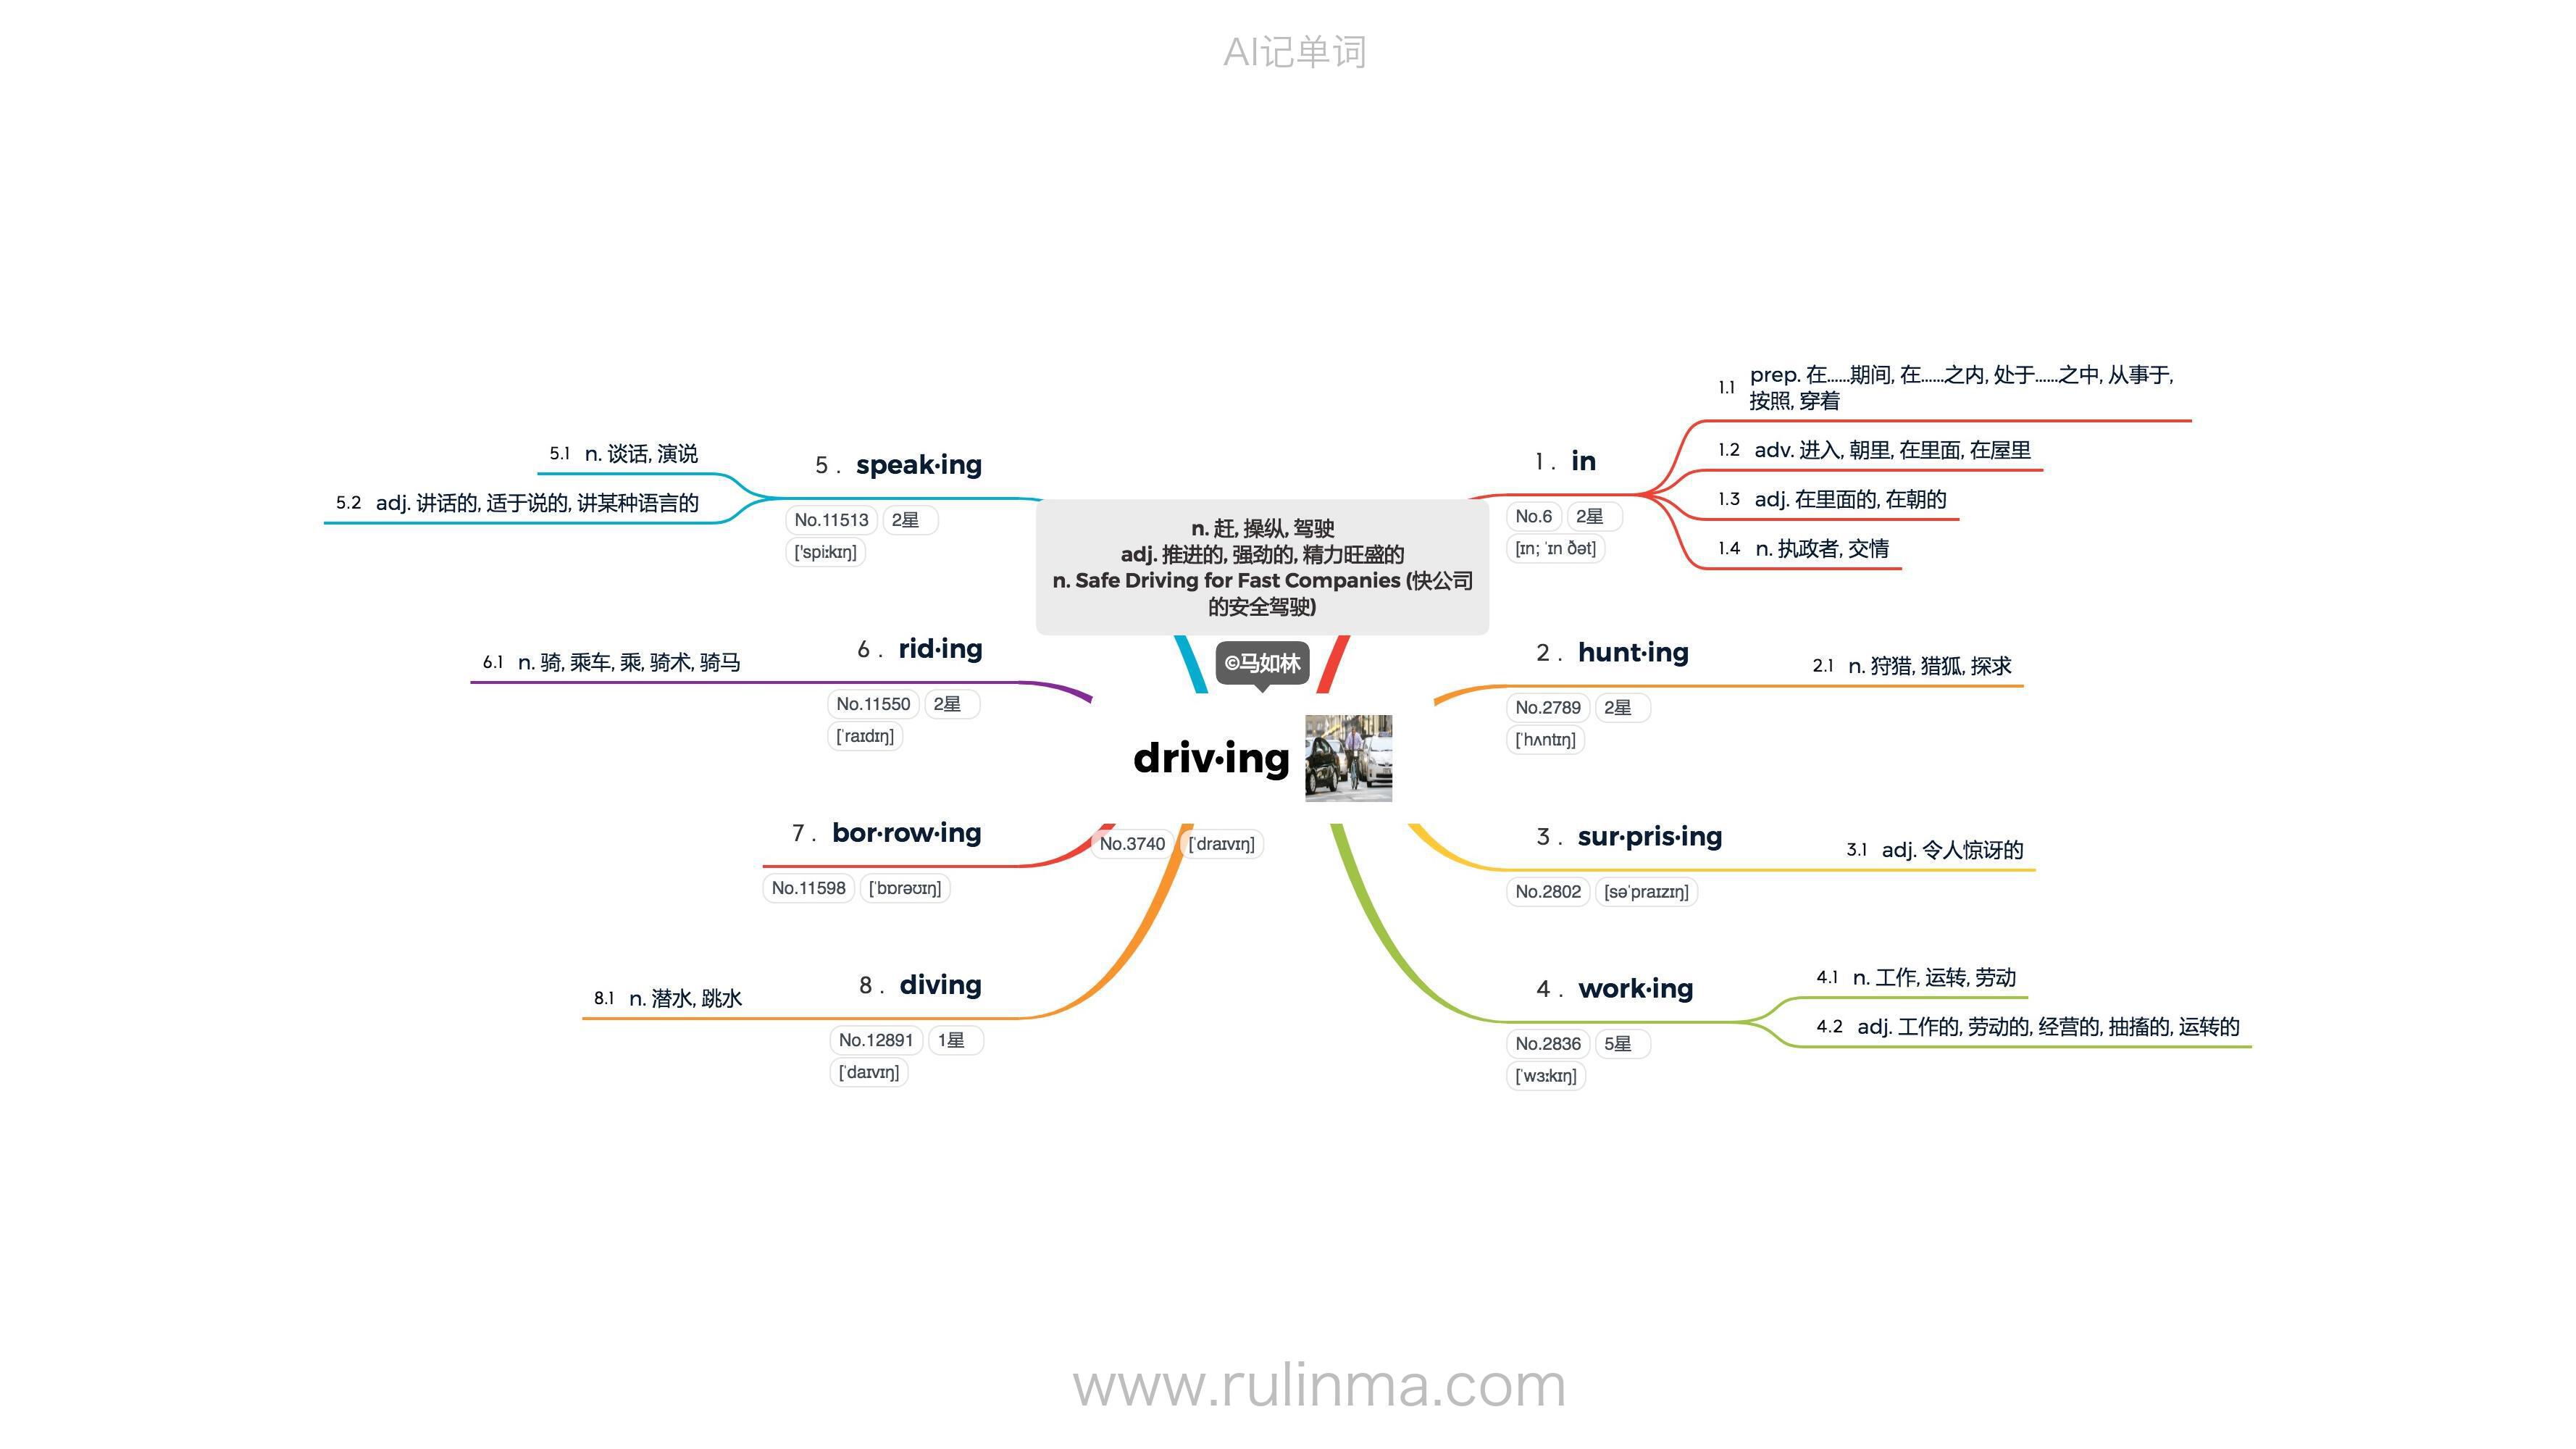 AI记单词
n. 赶, 操纵, 驾驶
adj. 推进的, 强劲的, 精力旺盛的
n. Safe Driving for Fast Companies (快公司
的安全驾驶)
©马如林
driv·ing
No.3740 [ˈdraɪvɪŋ]
1 . in
No.6 2星
[ɪn; ˈɪn ðət]
1.1 prep. 在……期间, 在……之内, 处于……之中, 从事于,
按照, 穿着
1.2 adv. 进入, 朝里, 在里面, 在屋里
1.3 adj. 在里面的, 在朝的
1.4 n. 执政者, 交情
2 . hunt·ing
No.2789 2星
[ˈhʌntɪŋ]
2.1 n. 狩猎, 猎狐, 探求
3 . sur·pris·ing
No.2802 [səˈpraɪzɪŋ]
3.1 adj. 令人惊讶的
4 . work·ing
No.2836 5星
[ˈwɜːkɪŋ]
4.1 n. 工作, 运转, 劳动
4.2 adj. 工作的, 劳动的, 经营的, 抽搐的, 运转的
5 . speak·ing
No.11513 2星
['spiːkɪŋ]
5.1 n. 谈话, 演说
5.2 adj. 讲话的, 适于说的, 讲某种语言的
6 . rid·ing
No.11550 2星
[ˈraɪdɪŋ]
6.1 n. 骑, 乘车, 乘, 骑术, 骑马
7 . bor·row·ing
No.11598 [ˈbɒrəʊɪŋ]
8 . diving
No.12891 1星
[ˈdaɪvɪŋ]
8.1 n. 潜水, 跳水
www.rulinma.com